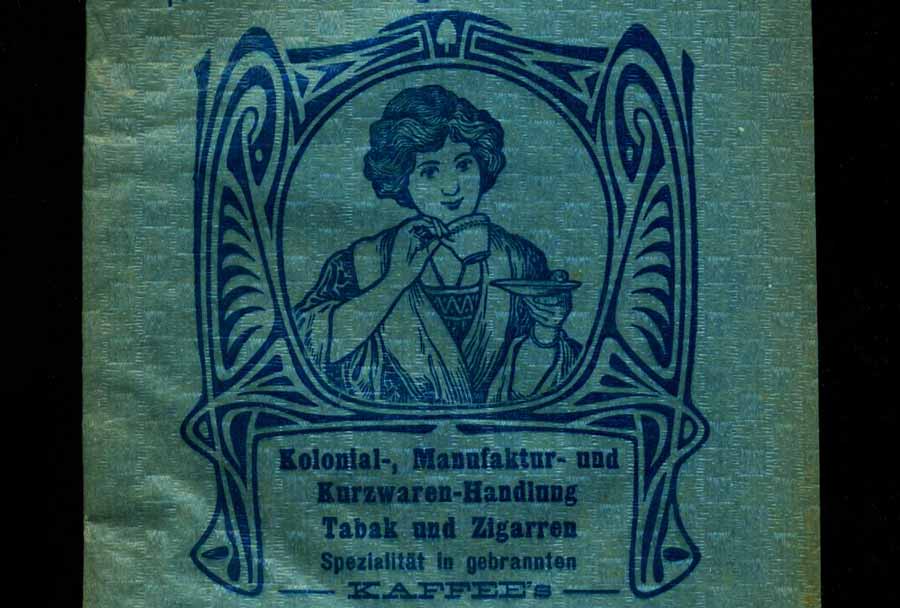 Kolonial-, Manufaktur- und
Kurzwaren-Handlung
Tabak und Zigarren
Spezialität in gebrannten
KAFFEE's